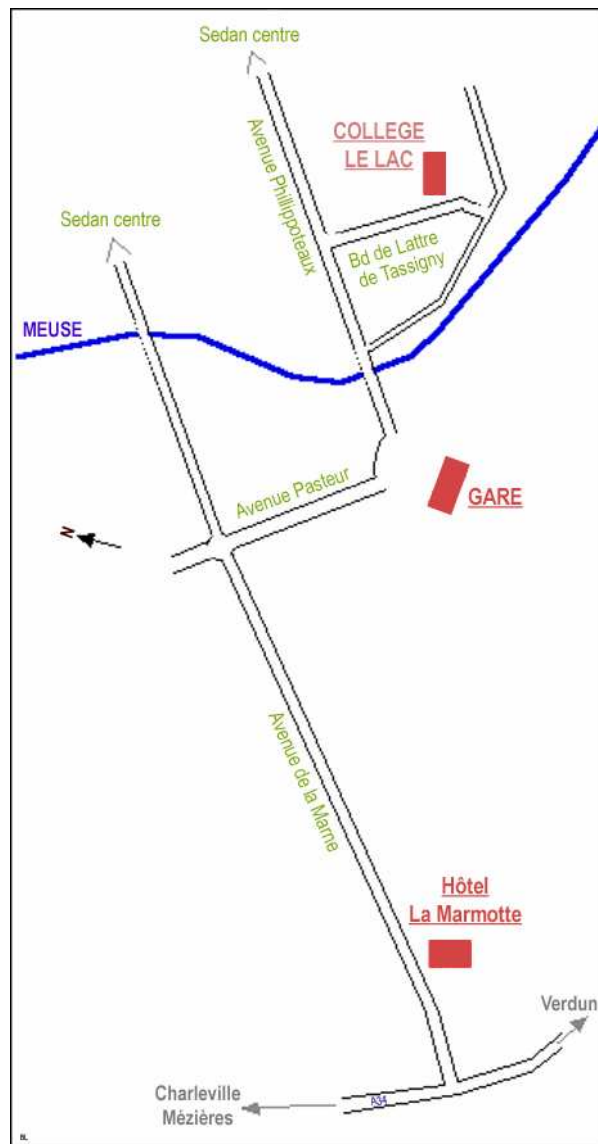 Sedan centre
Avenue Phillippoteaux
COLLEGE
LE LAC
Bd de Lattre
de Tassigny
Sedan centre
MEUSE
Avenue Pasteur
GARE
N
Avenue de la Marne
Hôtel
La Marmotte
Verdun
A34
Charleville
Mézières